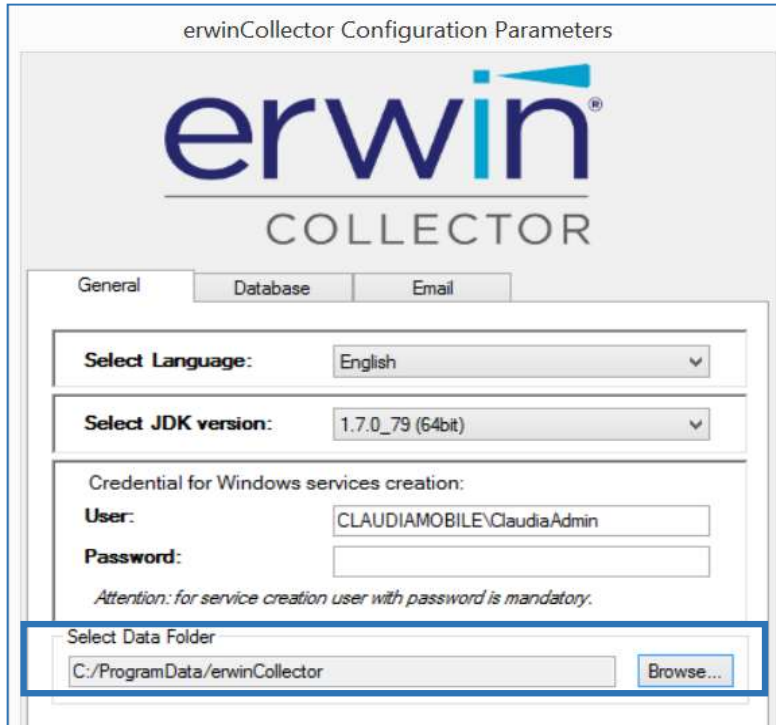 erwinCollector Configuration Parameters
erwin®
COLLECTOR
General Database Email
Select Language: English
Select JDK version: 1.7.0_79 (64bit)
Credential for Windows services creation:
User: CLAUDIAMOBILE\ClaudiaAdmin
Password:
Attention: for service creation user with password is mandatory.
Select Data Folder
C:/ProgramData/erwinCollector Browse...